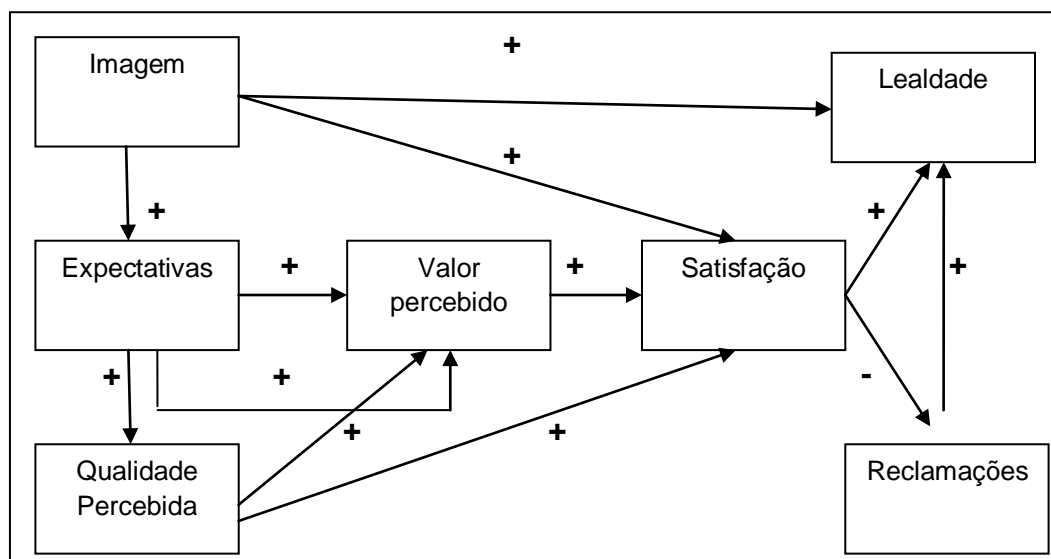 +
Imagem
Lealdade
+
+
+
Expectativas
+
Valor
percebido
+
Satisfação
+
+
+
-
+
+
Qualidade
Percebida
Reclamações